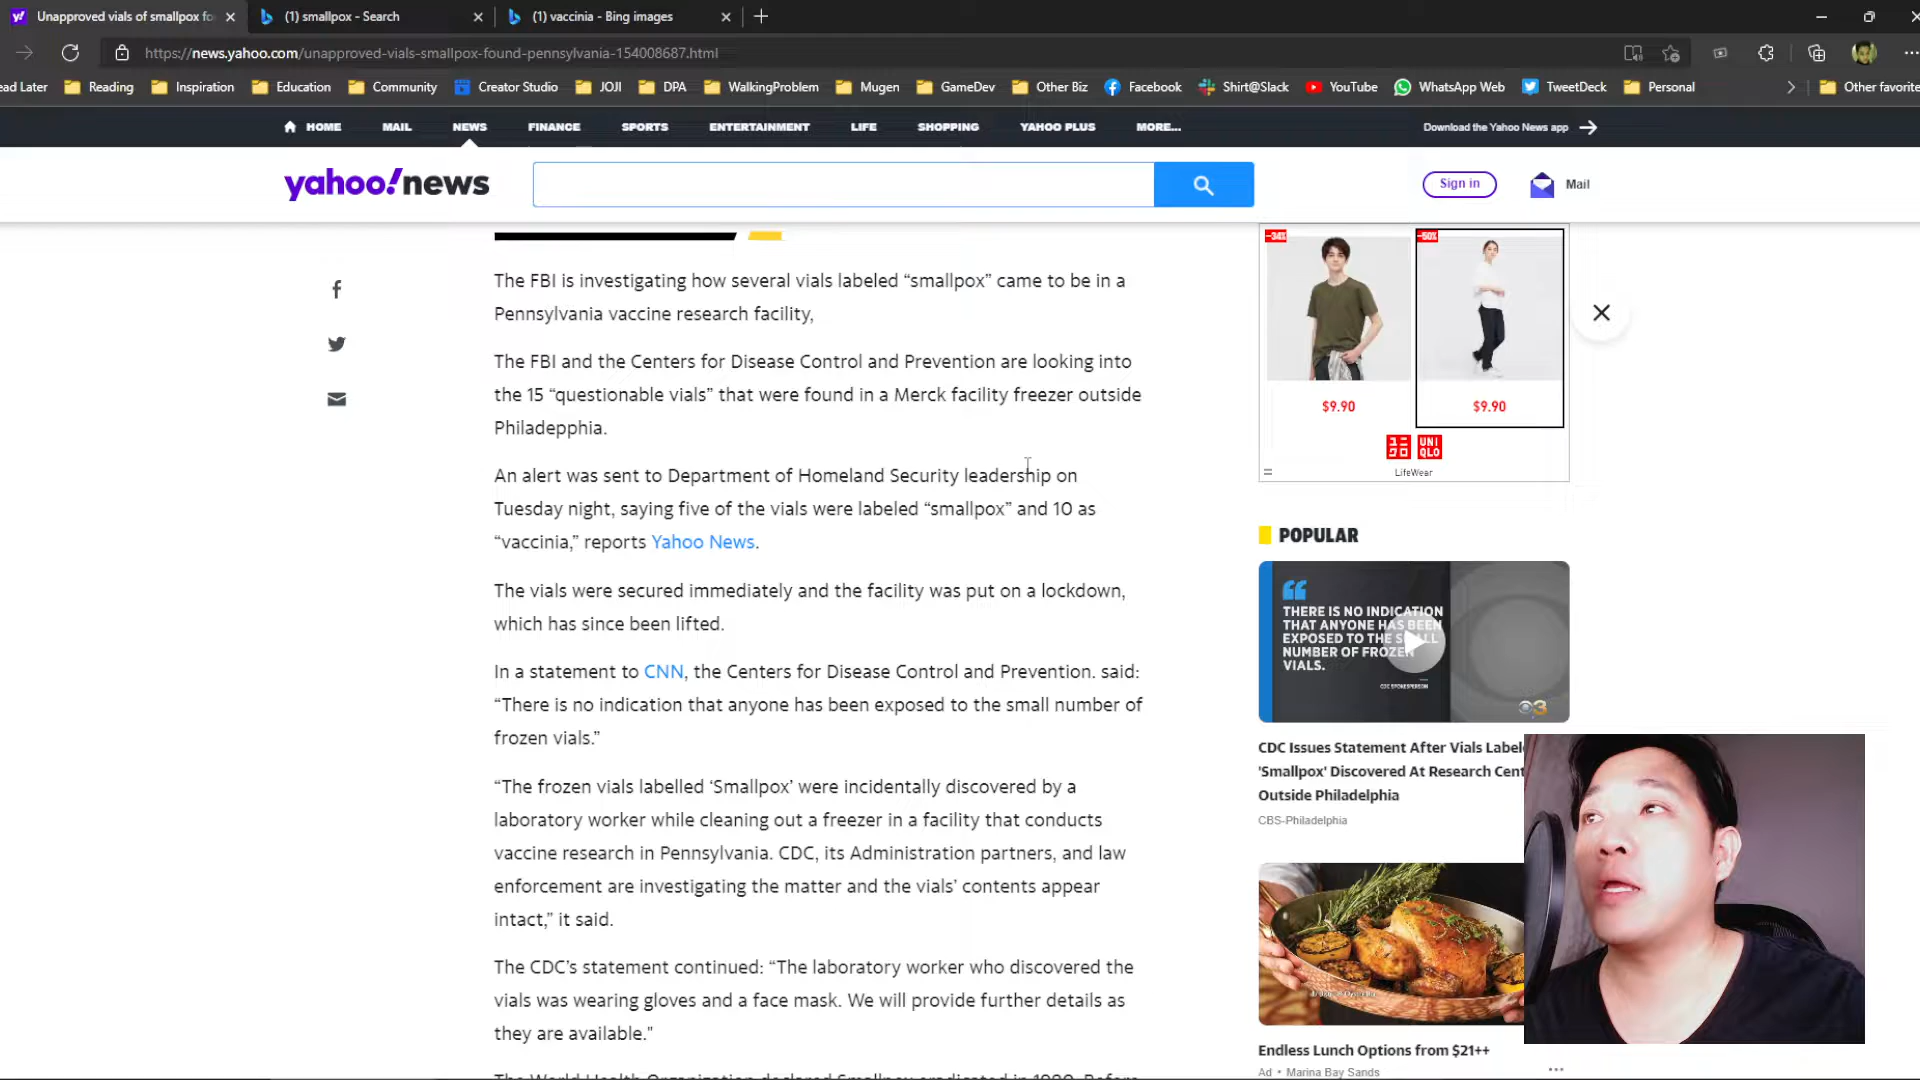 Unapproved vials of smallpox fo
(1) smallpox - Search
(1) vaccinia - Bing images
https://news.yahoo.com/unapproved-vials-smallpox-found-pennsylvania-154008687.html
ead Later
Reading
Inspiration
Education
Community
Creator Studio
JOJI
DPA
WalkingProblem
Mugen
GameDev
Other Biz
Facebook
Shirt@Slack
YouTube
WhatsApp Web
TweetDeck
Personal
Other favorite
HOME
MAIL
NEWS
FINANCE
SPORTS
ENTERTAINMENT
LIFE
SHOPPING
YAHOO PLUS
MORE...
Download the Yahoo News app
yahoo!news
Sign in
Mail
The FBI is investigating how several vials labeled “smallpox” came to be in a
Pennsylvania vaccine research facility,
The FBI and the Centers for Disease Control and Prevention are looking into
the 15 “questionable vials” that were found in a Merck facility freezer outside
Philadepphia.
An alert was sent to Department of Homeland Security leadership on
Tuesday night, saying five of the vials were labeled “smallpox” and 10 as
“vaccinia,” reports Yahoo News.
The vials were secured immediately and the facility was put on a lockdown,
which has since been lifted.
In a statement to CNN, the Centers for Disease Control and Prevention. said:
“There is no indication that anyone has been exposed to the small number of
frozen vials.”
“The frozen vials labelled ‘Smallpox’ were incidentally discovered by a
laboratory worker while cleaning out a freezer in a facility that conducts
vaccine research in Pennsylvania. CDC, its Administration partners, and law
enforcement are investigating the matter and the vials’ contents appear
intact,” it said.
The CDC’s statement continued: “The laboratory worker who discovered the
vials was wearing gloves and a face mask. We will provide further details as
they are available.”
The World Health Organization declared Smallpox eradicated in 1980. Before
-34%
-50%
$9.90
$9.90
UNI
QLO
LifeWear
POPULAR
THERE IS NO INDICATION
THAT ANYONE HAS BEEN
EXPOSED TO THE SMALL
NUMBER OF FROZEN
VIALS.
CDC SPOKESPERSON
3
CDC Issues Statement After Vials Labele
'Smallpox' Discovered At Research Cent
Outside Philadelphia
CBS-Philadelphia
Endless Lunch Options from $21++
Ad • Marina Bay Sands